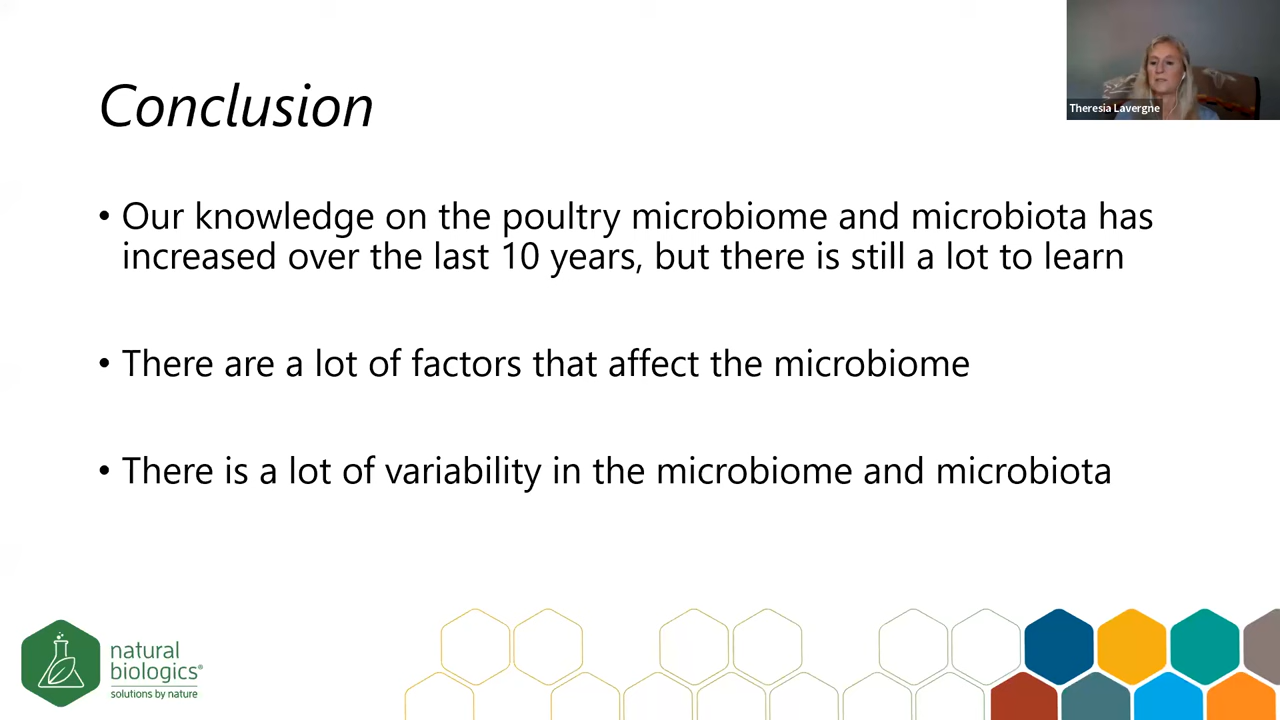 Conclusion
Theresia Lavergne
• Our knowledge on the poultry microbiome and microbiota has
increased over the last 10 years, but there is still a lot to learn
• There are a lot of factors that affect the microbiome
• There is a lot of variability in the microbiome and microbiota
natural
biologics®
solutions by nature